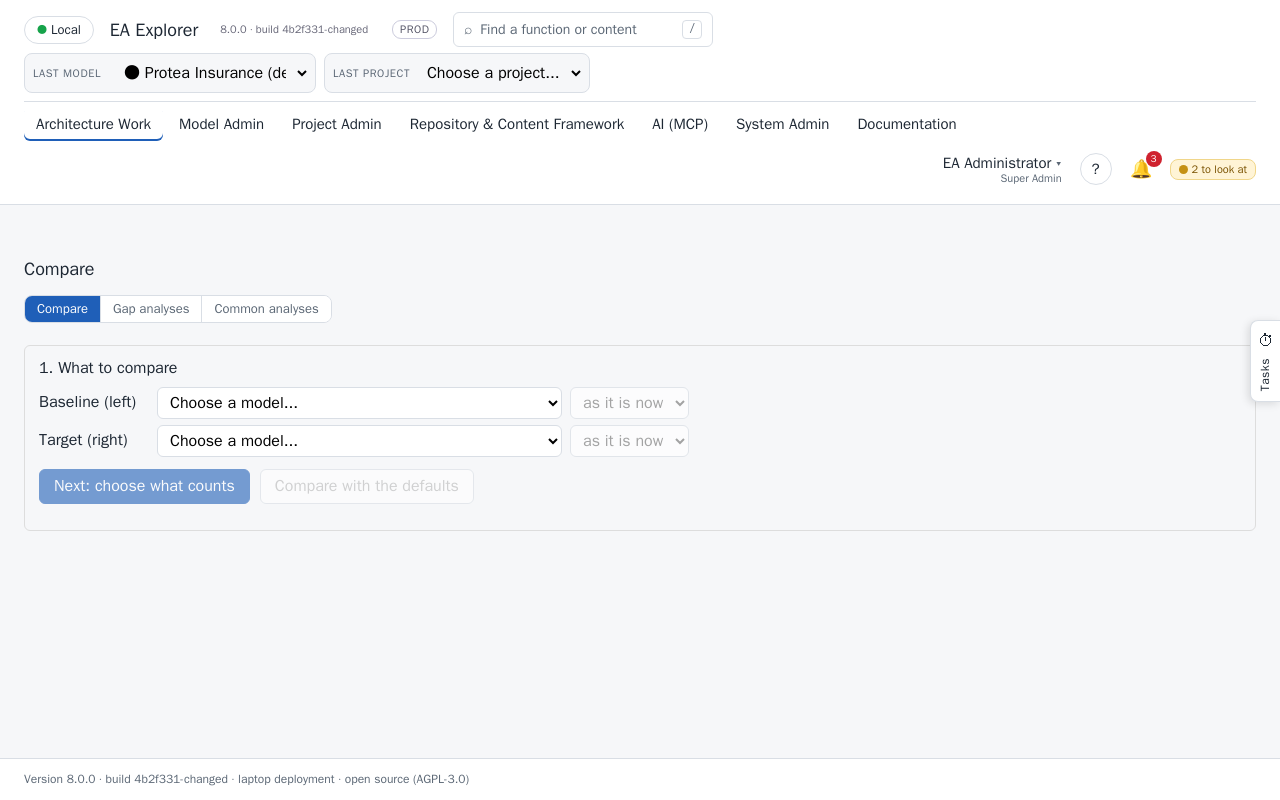 Local
EA Explorer
8.0.0 · build 4b2f331-changed
PROD
Find a function or content
/
LAST MODEL
Protea Insurance (de
LAST PROJECT
Choose a project...
Architecture Work
Model Admin
Project Admin
Repository & Content Framework
AI (MCP)
System Admin
Documentation
EA Administrator
Super Admin
?
3
2 to look at
Compare
Compare
Gap analyses
Common analyses
Tasks
1. What to compare
Baseline (left)
Choose a model...
as it is now
Target (right)
Choose a model...
as it is now
Next: choose what counts
Compare with the defaults
Version 8.0.0 · build 4b2f331-changed · laptop deployment · open source (AGPL-3.0)